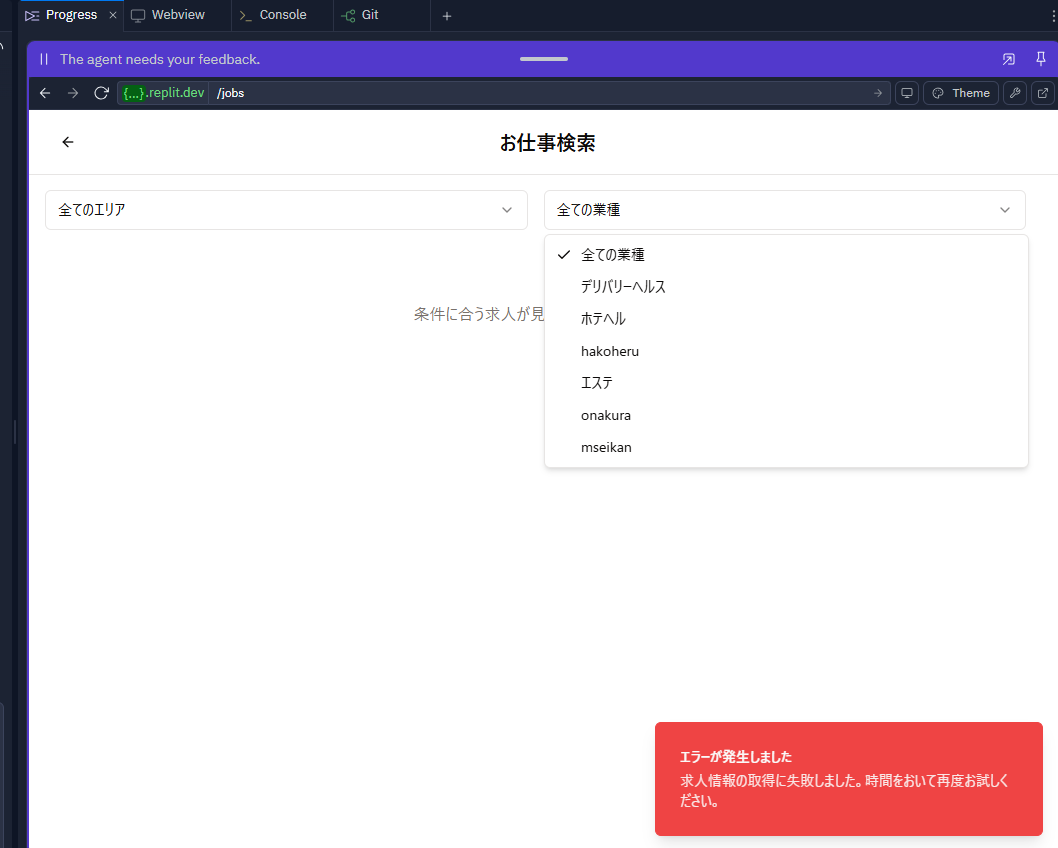 Progress
Webview
Console
Git
The agent needs your feedback.
{...}.replit.dev /jobs
Theme
お仕事検索
全てのエリア
全ての業種
全ての業種
デリバリーヘルス
ホテヘル
条件に合う求人が見
hakoheru
エステ
onakura
mseikan
エラーが発生しました
求人情報の取得に失敗しました。時間をおいて再度お試しく
ださい。